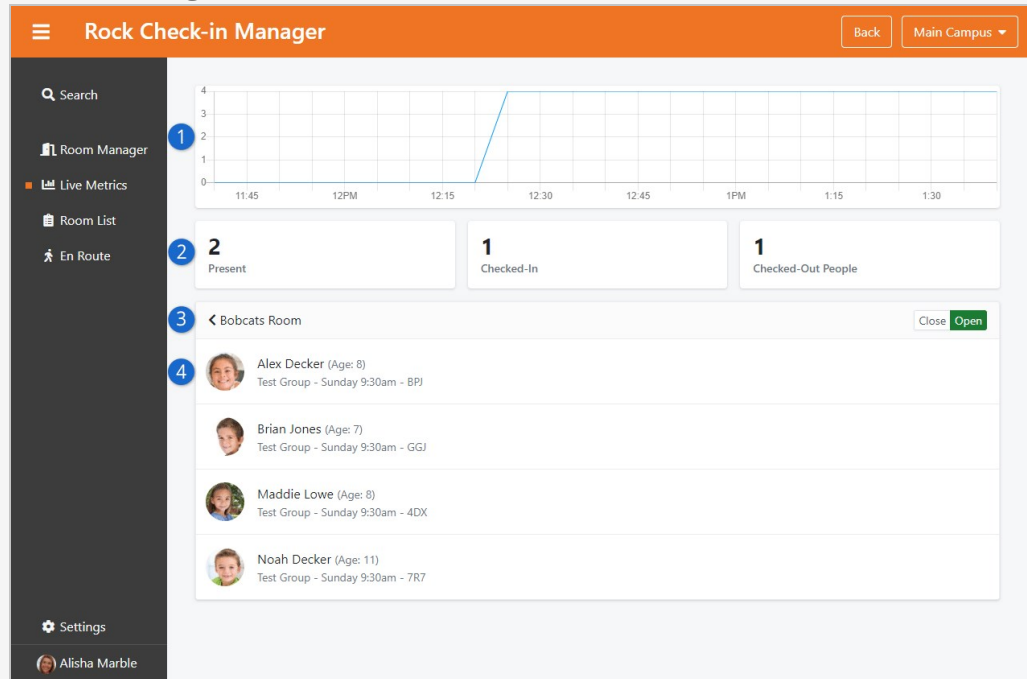 Rock Check-in Manager
Back
Main Campus
Search
Room Manager
Live Metrics
Room List
En Route
Settings
Alisha Marble
1
4
3
2
1
0
11:45 12PM 12:15 12:30 12:45 1PM 1:15 1:30
2
2
Present
1
Checked-In
1
Checked-Out People
3
Bobcats Room
Close Open
4
Alex Decker (Age: 8)
Test Group - Sunday 9:30am - BPJ
Brian Jones (Age: 7)
Test Group - Sunday 9:30am - GGJ
Maddie Lowe (Age: 8)
Test Group - Sunday 9:30am - 4DX
Noah Decker (Age: 11)
Test Group - Sunday 9:30am - 7R7